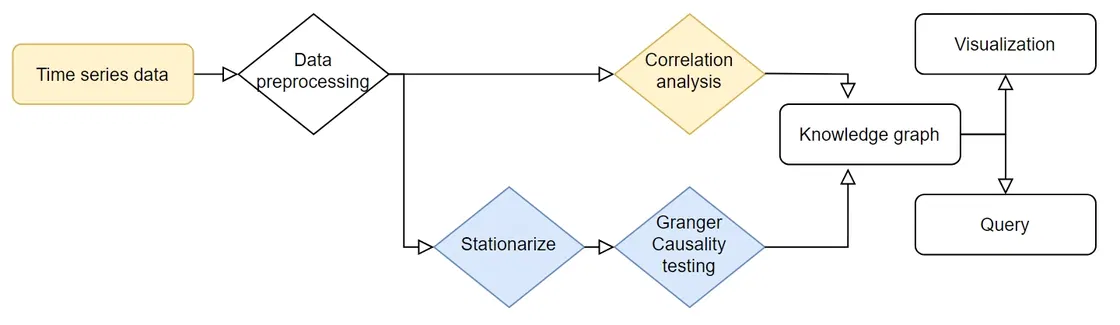 Time series data
Data
preprocessing
Correlation
analysis
Stationarize
Granger
Causality
testing
Knowledge graph
Visualization
Query